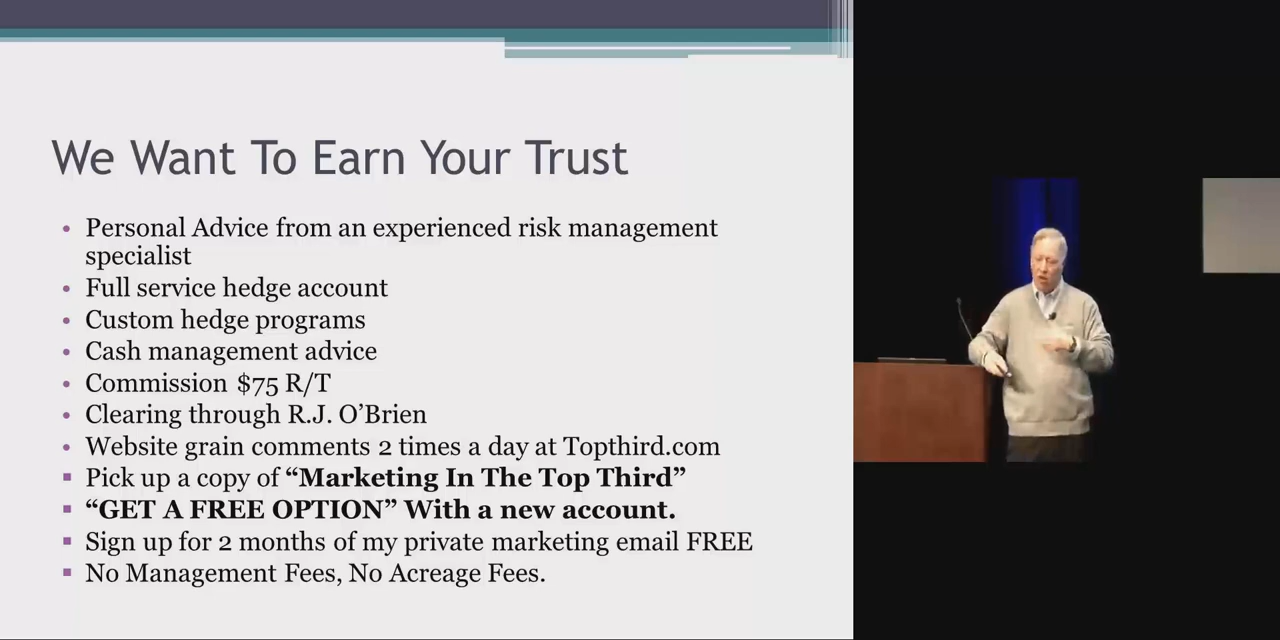 We Want To Earn Your Trust
• Personal Advice from an experienced risk management
specialist
• Full service hedge account
• Custom hedge programs
• Cash management advice
• Commission $75 R/T
• Clearing through R.J. O’Brien
• Website grain comments 2 times a day at Topthird.com
▪ Pick up a copy of “Marketing In The Top Third”
▪ “GET A FREE OPTION” With a new account.
▪ Sign up for 2 months of my private marketing email FREE
▪ No Management Fees, No Acreage Fees.